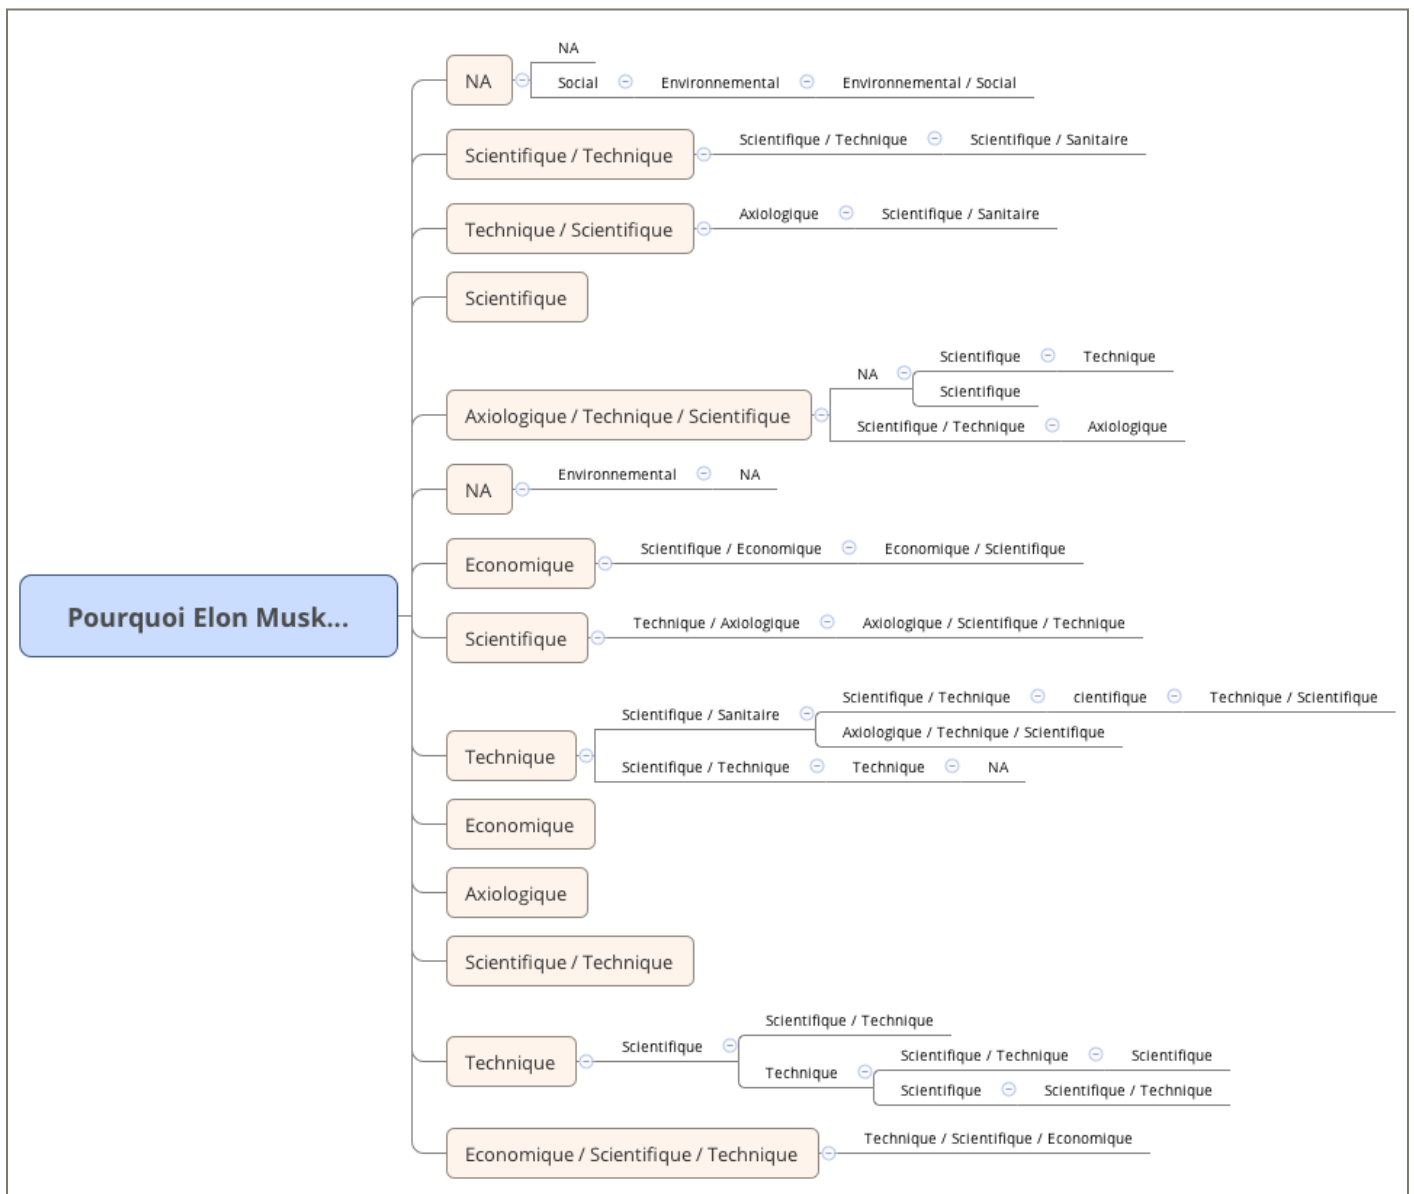 NA
NA
Social
Environnemental
Environnemental / Social
Scientifique / Technique
Scientifique / Technique
Scientifique / Sanitaire
Technique / Scientifique
Axiologique
Scientifique / Sanitaire
Scientifique
Axiologique / Technique / Scientifique
NA
Scientifique
Technique
Scientifique
Scientifique / Technique
Axiologique
NA
Environnemental
NA
Economique
Scientifique / Economique
Economique / Scientifique
Pourquoi Elon Musk...
Scientifique
Technique / Axiologique
Axiologique / Scientifique / Technique
Technique
Scientifique / Sanitaire
Scientifique / Technique
cientifique
Technique / Scientifique
Axiologique / Technique / Scientifique
Scientifique / Technique
Technique
NA
Economique
Axiologique
Scientifique / Technique
Technique
Scientifique
Scientifique / Technique
Technique
Scientifique / Technique
Scientifique
Scientifique
Scientifique / Technique
Economique / Scientifique / Technique
Technique / Scientifique / Economique